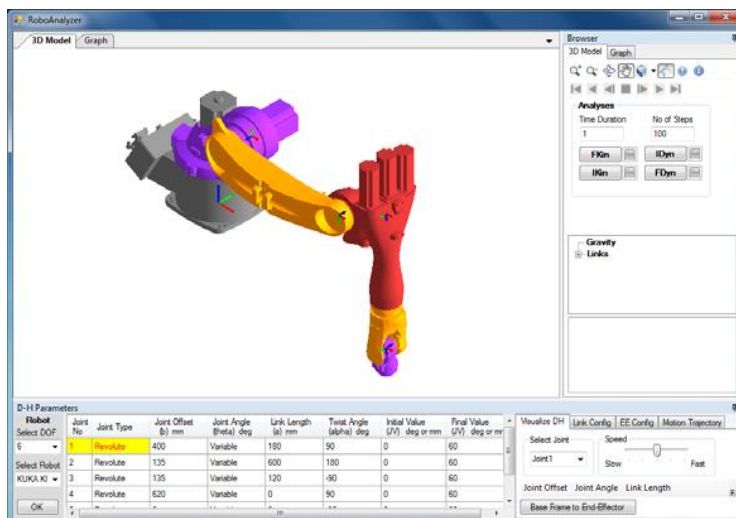 RoboAnalyzer
3D Model Graph
Browser
3D Model Graph
Analyses
Time Duration No of Steps
1 100
FKin IDyn
IKin FDyn
Gravity
Links
D-H Parameters
Robot
Select DOF
6
Select Robot
KUKA KI
OK
Joint No Joint Type Joint Offset (b) mm Joint Angle (theta) deg Link Length (a) mm Twist Angle (alpha) deg Initial Value (JV) deg or mm Final Value (JV) deg or mm
1 Revolute 400 Variable 180 90 0 60
2 Revolute 135 Variable 600 180 0 60
3 Revolute 135 Variable 120 -90 0 60
4 Revolute 620 Variable 0 90 0 60
Visualize DH Link Config EE Config Motion Trajectory
Select Joint Speed
Joint1
Slow Fast
Joint Offset Joint Angle Link Length
Base Frame to End-Effector